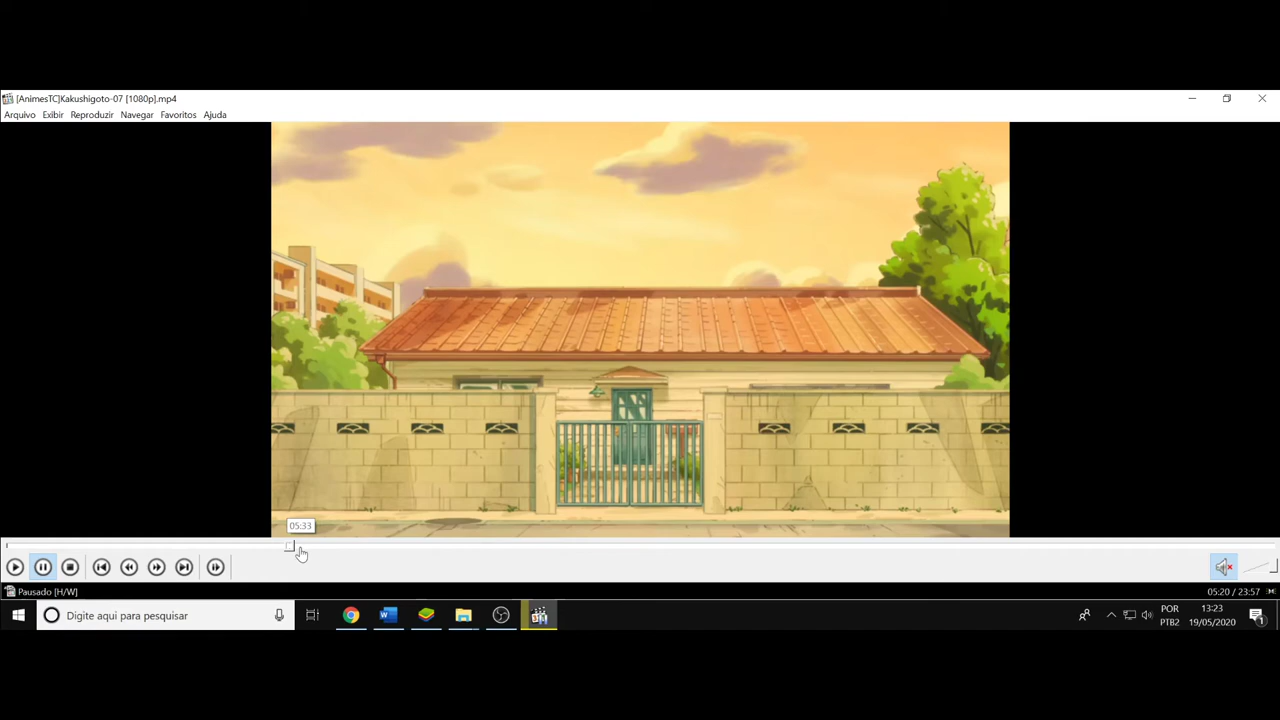 [AnimesTC]Kakushigoto-07 [1080p].mp4
Arquivo Exibir Reproduzir Navegar Favoritos Ajuda
05:33
Pausado [H/W]
05:20 / 23:57
Digite aqui para pesquisar
POR
PTB2
13:23
19/05/2020
1